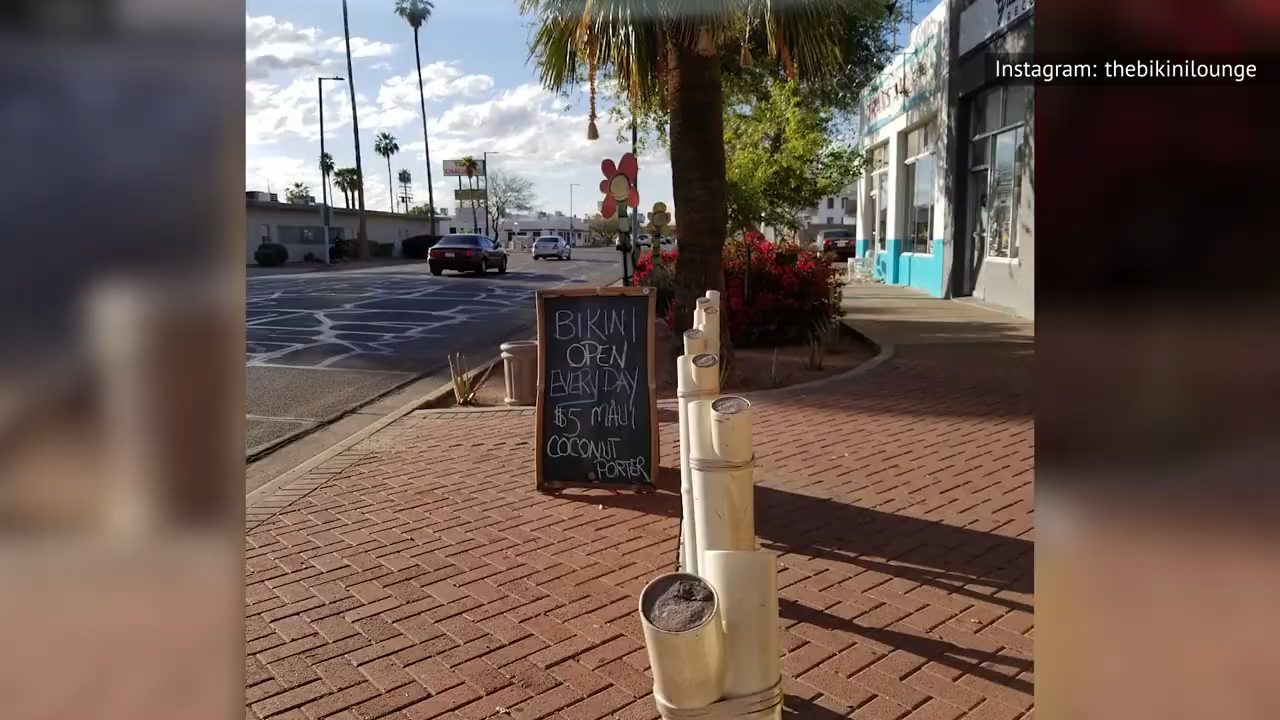 Instagram: thebikinilounge
BIKINI
OPEN
EVERY DAY
$5 MAUI
COCONUT
PORTER